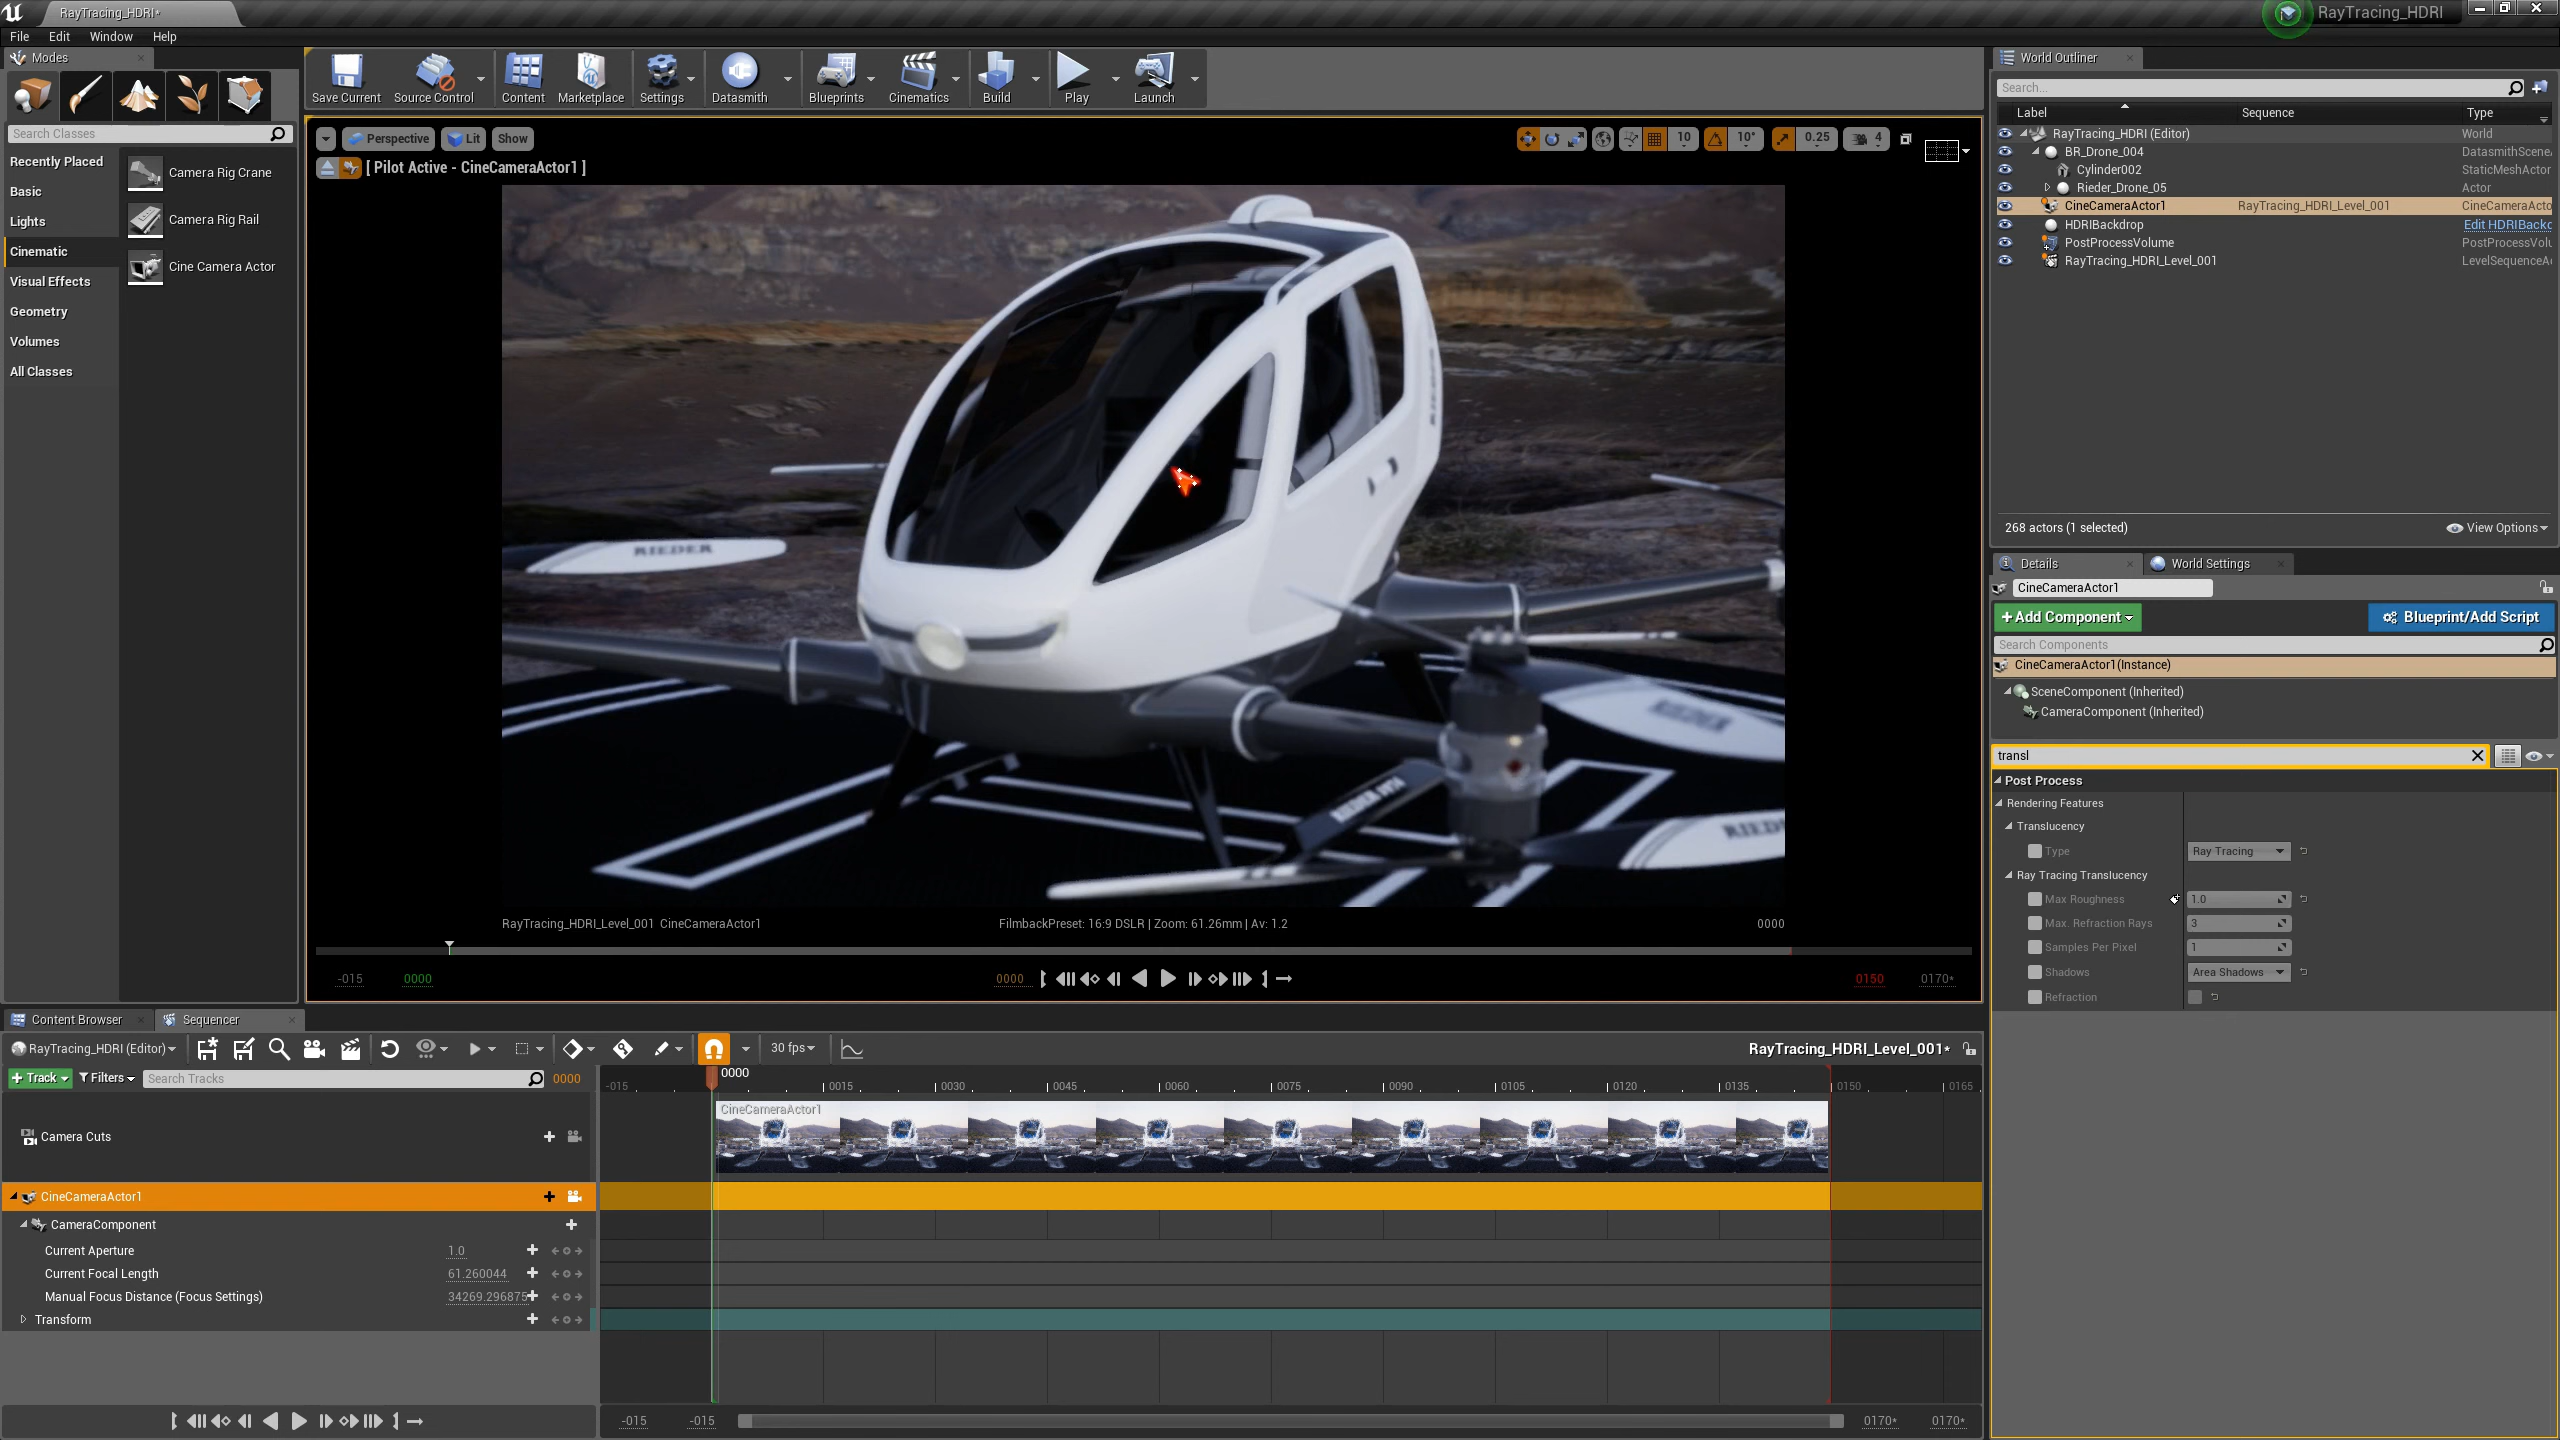 RayTracing_HDRI*
RayTracing_HDRI
File Edit Window Help
Modes
Save Current
Source Control
Content
Marketplace
Settings
Datasmith
Blueprints
Cinematics
Build
Play
Launch
Search Classes
Recently Placed
Basic
Lights
Cinematic
Visual Effects
Geometry
Volumes
All Classes
Camera Rig Crane
Camera Rig Rail
Cine Camera Actor
Perspective Lit Show
10 10° 0.25 4
[ Pilot Active - CineCameraActor1 ]
RIEDER
RIEDER
RayTracing_HDRI_Level_001 CineCameraActor1
FilmbackPreset: 16:9 DSLR | Zoom: 61.26mm | Av: 1.2
0000
-015 0000 0000 0150 0170*
World Outliner
Search...
Label Sequence Type
RayTracing_HDRI (Editor) World
BR_Drone_004 DatasmithScene
Cylinder002 StaticMeshActor
Rieder_Drone_05 Actor
CineCameraActor1 RayTracing_HDRI_Level_001 CineCameraActo
HDRIBackdrop Edit HDRIBackd
PostProcessVolume PostProcessVolu
RayTracing_HDRI_Level_001 LevelSequenceA
268 actors (1 selected) View Options
Details World Settings
CineCameraActor1
+Add Component Blueprint/Add Script
Search Components
CineCameraActor1(Instance)
SceneComponent (Inherited)
CameraComponent (Inherited)
transl
Post Process
Rendering Features
Translucency
Type Ray Tracing
Ray Tracing Translucency
Max Roughness 1.0
Max. Refraction Rays 3
Samples Per Pixel 1
Shadows Area Shadows
Refraction
Content Browser Sequencer
RayTracing_HDRI (Editor) 30 fps RayTracing_HDRI_Level_001*
+ Track Filters Search Tracks 0000
-015 0000 0015 0030 0045 0060 0075 0090 0105 0120 0135 0150 0165
CineCameraActor1
Camera Cuts
CineCameraActor1
CameraComponent
Current Aperture 1.0
Current Focal Length 61.260044
Manual Focus Distance (Focus Settings) 34269.296875
Transform
-015 -015 0170* 0170*